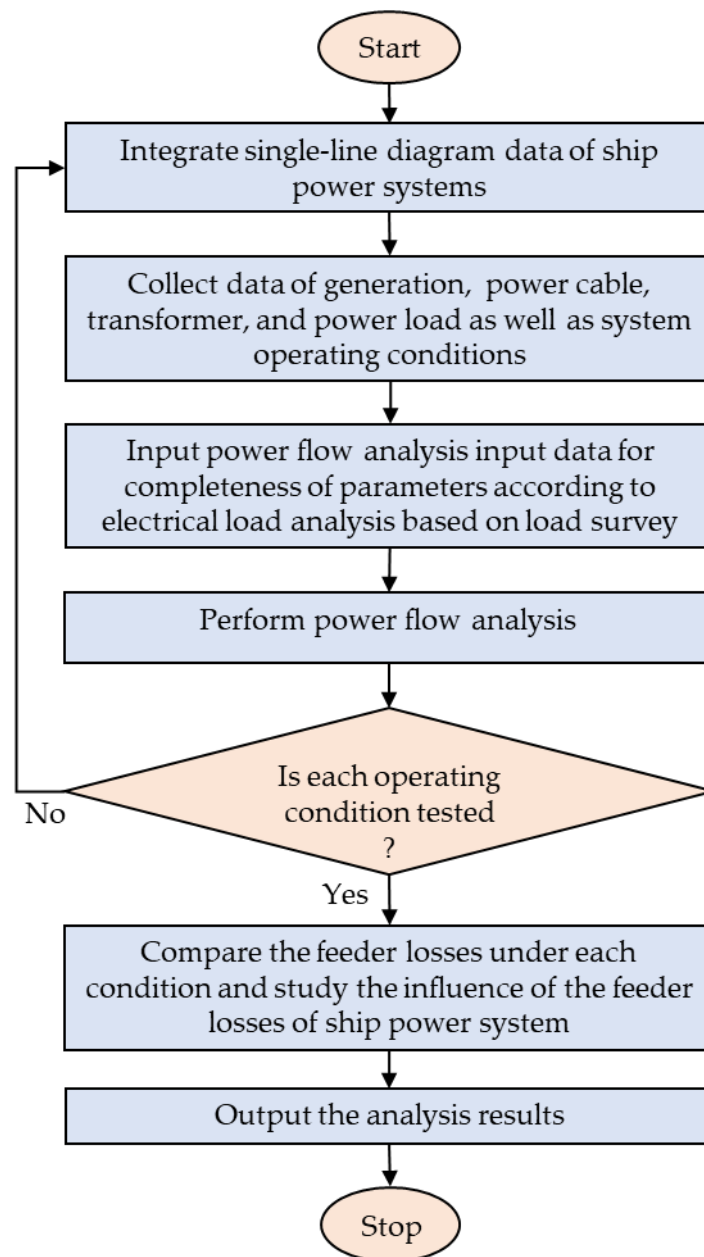 Start
Integrate single-line diagram data of ship
power systems
Collect data of generation, power cable,
transformer, and power load as well as system
operating conditions
Input power flow analysis input data for
completeness of parameters according to
electrical load analysis based on load survey
Perform power flow analysis
Is each operating
condition tested
?
No
Yes
Compare the feeder losses under each
condition and study the influence of the feeder
losses of ship power system
Output the analysis results
Stop